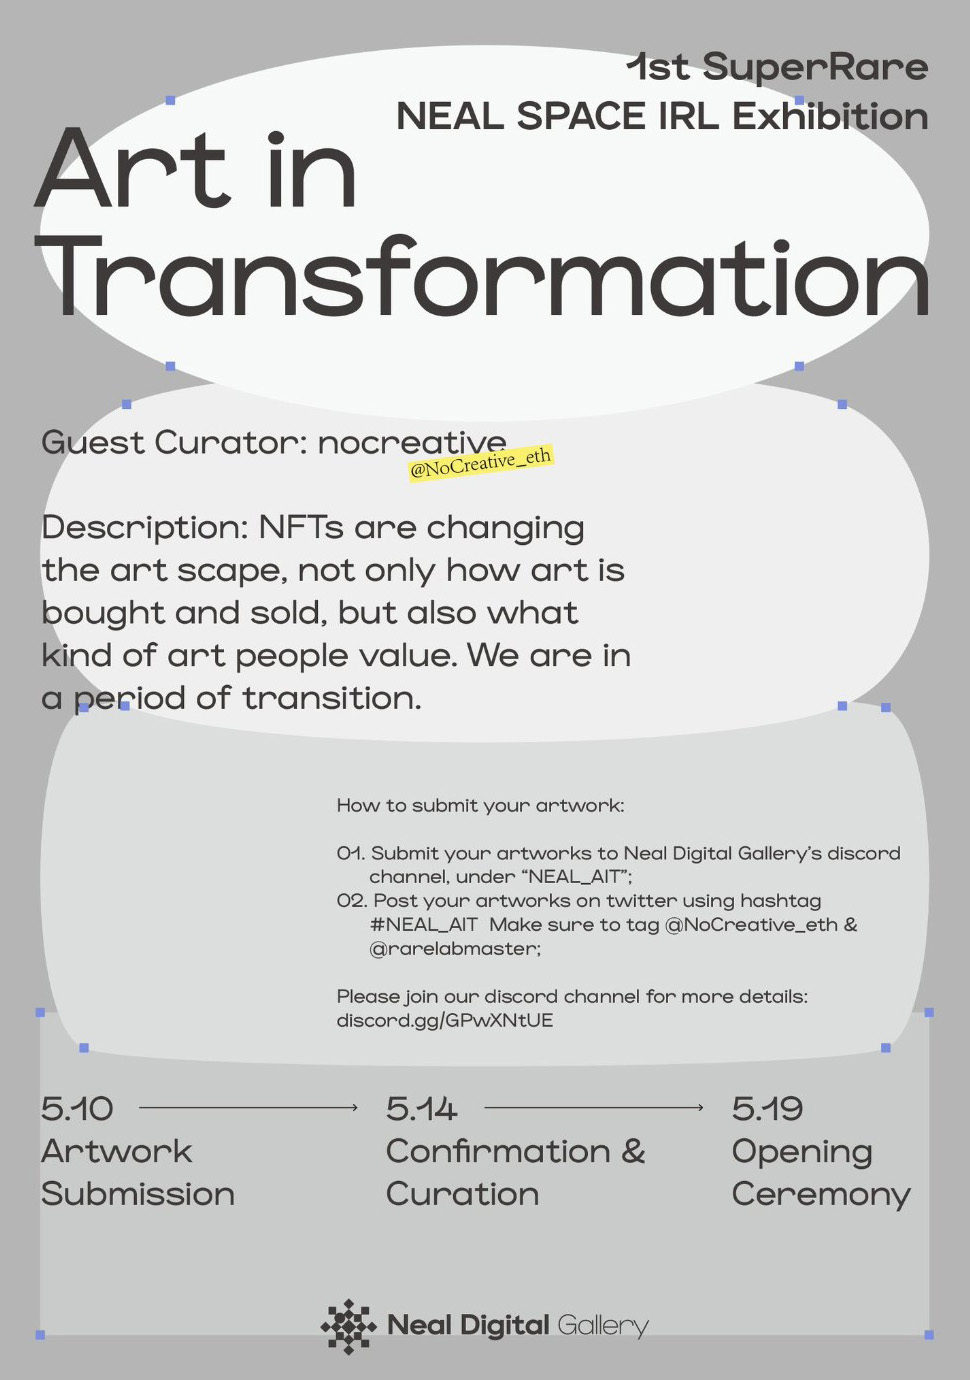 1st SuperRare
NEAL SPACE IRL Exhibition
Art in
Transformation
Guest Curator: nocreative
@NoCreative_eth
Description: NFTs are changing
the art scape, not only how art is
bought and sold, but also what
kind of art people value. We are in
a period of transition.
How to submit your artwork:
01. Submit your artworks to Neal Digital Gallery’s discord
channel, under “NEAL_AIT”;
02. Post your artworks on twitter using hashtag
#NEAL_AIT  Make sure to tag @NoCreative_eth &
@rarelabmaster;
Please join our discord channel for more details:
discord.gg/GPwXNtUE
5.10
Artwork
Submission
5.14
Confirmation &
Curation
5.19
Opening
Ceremony
Neal Digital Gallery